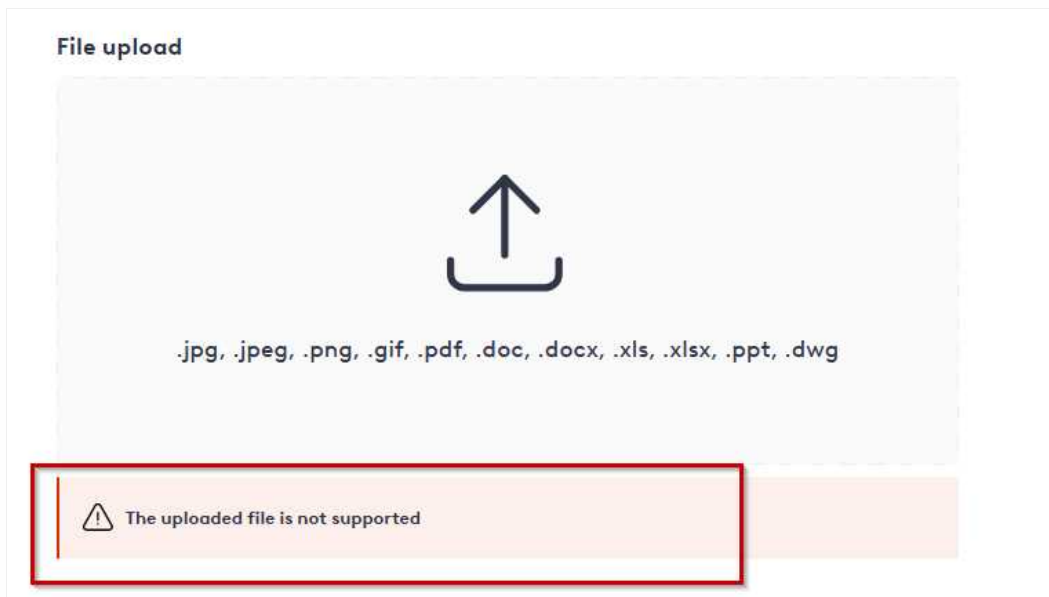 File upload
.jpg, .jpeg, .png, .gif, .pdf, .doc, .docx, .xls, .xlsx, .ppt, .dwg
The uploaded file is not supported